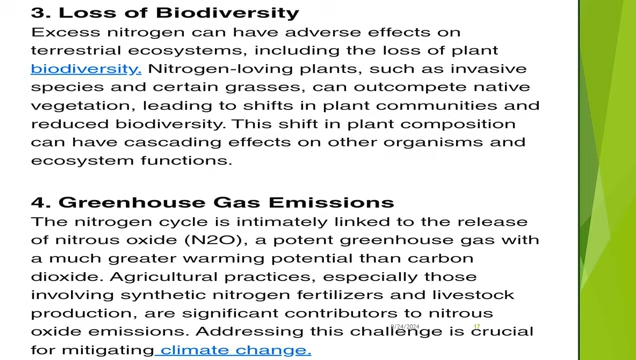 3. Loss of Biodiversity
Excess nitrogen can have adverse effects on
terrestrial ecosystems, including the loss of plant
biodiversity. Nitrogen-loving plants, such as invasive
species and certain grasses, can outcompete native
vegetation, leading to shifts in plant communities and
reduced biodiversity. This shift in plant composition
can have cascading effects on other organisms and
ecosystem functions.
4. Greenhouse Gas Emissions
The nitrogen cycle is intimately linked to the release
of nitrous oxide (N2O), a potent greenhouse gas with
a much greater warming potential than carbon
dioxide. Agricultural practices, especially those
involving synthetic nitrogen fertilizers and livestock
production, are significant contributors to nitrous
9/24/2024 17
oxide emissions. Addressing this challenge is crucial
for mitigating climate change.